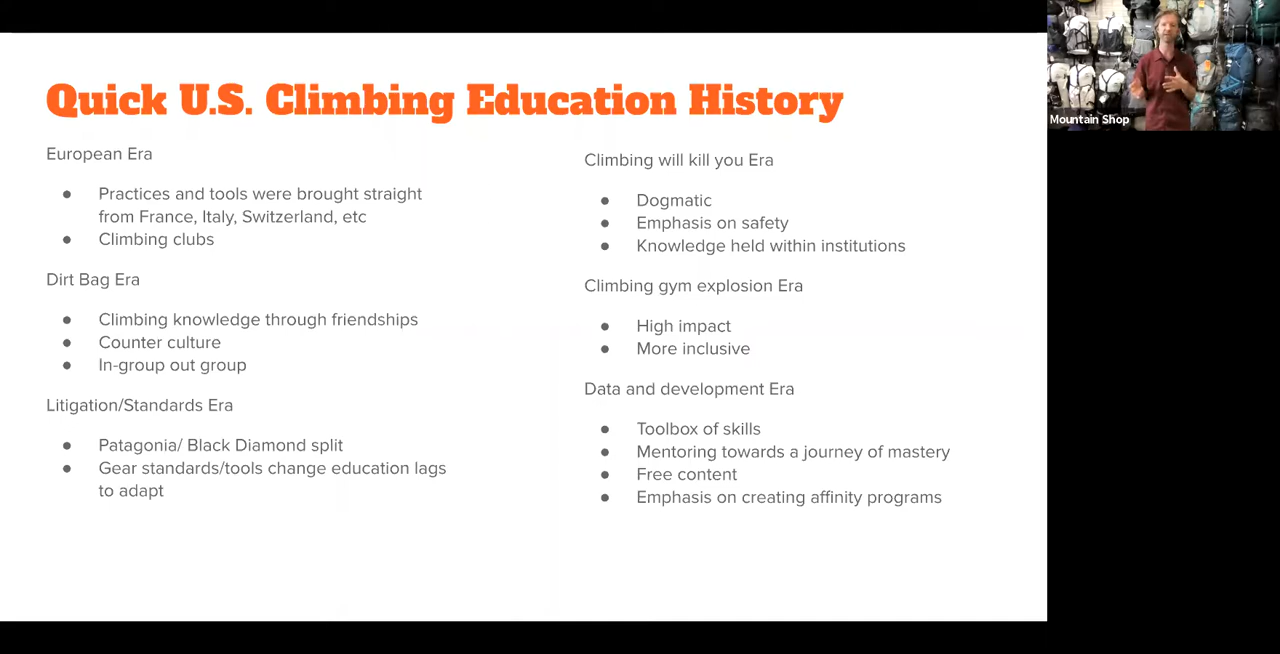 Quick U.S. Climbing Education History
European Era
● Practices and tools were brought straight
from France, Italy, Switzerland, etc
● Climbing clubs
Dirt Bag Era
● Climbing knowledge through friendships
● Counter culture
● In-group out group
Litigation/Standards Era
● Patagonia/ Black Diamond split
● Gear standards/tools change education lags
to adapt
Climbing will kill you Era
● Dogmatic
● Emphasis on safety
● Knowledge held within institutions
Climbing gym explosion Era
● High impact
● More inclusive
Data and development Era
● Toolbox of skills
● Mentoring towards a journey of mastery
● Free content
● Emphasis on creating affinity programs
Mountain Shop